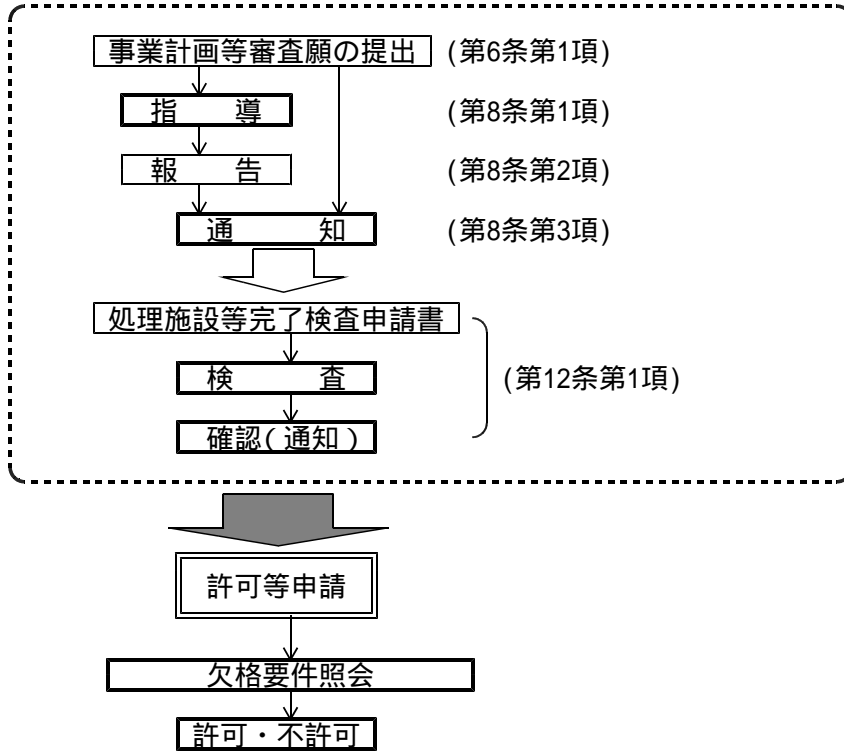 事業計画等審査願の提出 (第6条第1項)
指　　導 (第8条第1項)
報　　告 (第8条第2項)
通　　　知 (第8条第3項)
処理施設等完了検査申請書
検　　　査 (第12条第1項)
確認(通知)
許可等申請
欠格要件照会
許可・不許可